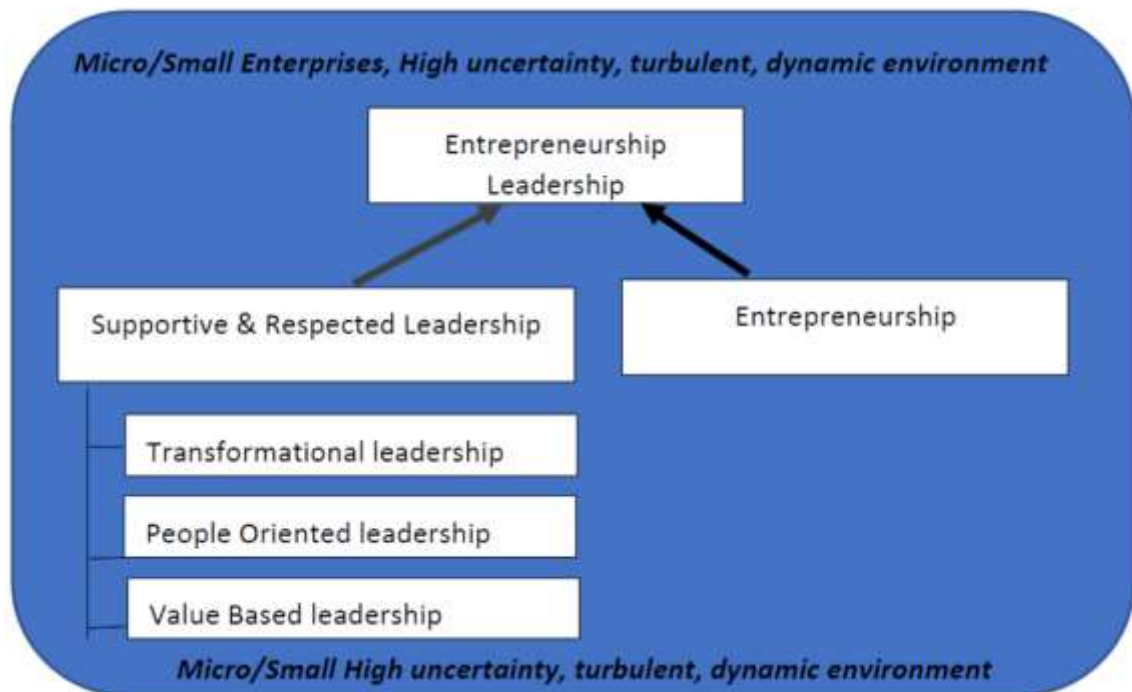 Micro/Small Enterprises, High uncertainty, turbulent, dynamic environment
Entrepreneurship
Leadership
Supportive & Respected Leadership
Entrepreneurship
Transformational leadership
People Oriented leadership
Value Based leadership
Micro/Small High uncertainty, turbulent, dynamic environment